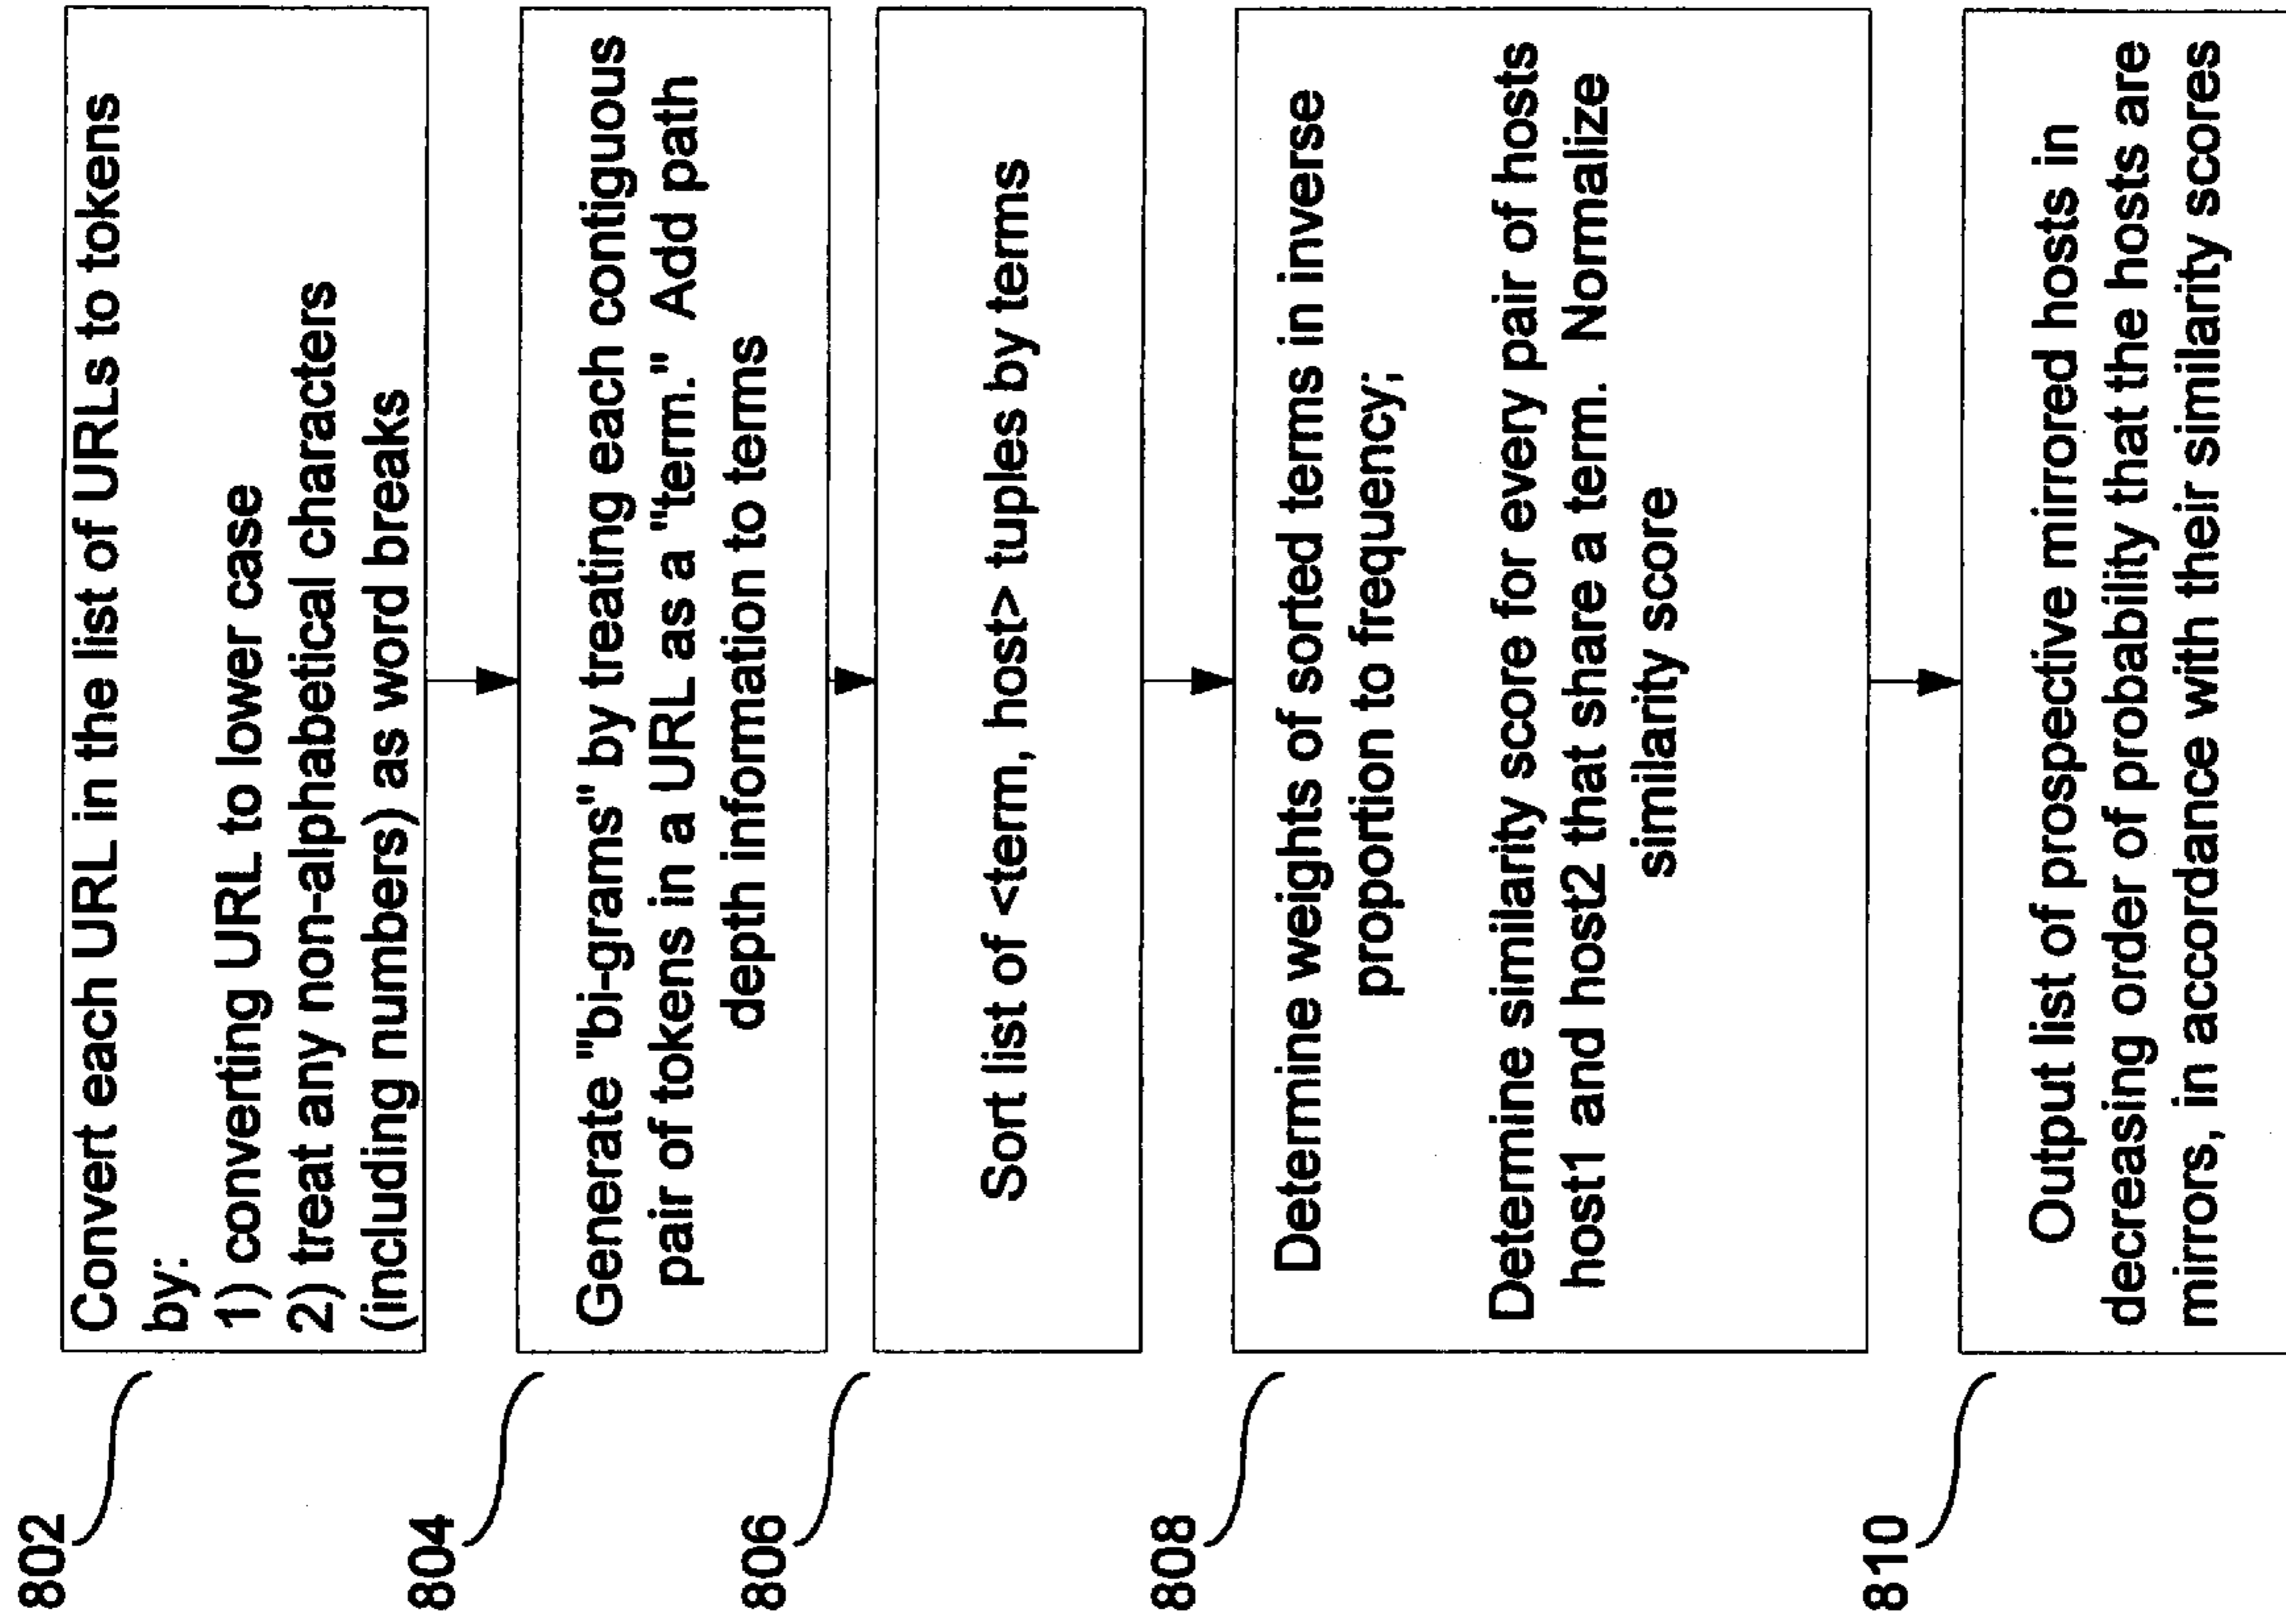 802
Convert each URL in the list of URLs to tokens
by:
1) converting URL to lower case
2) treat any non-alphabetical characters
(including numbers) as word breaks
804
Generate "bi-grams" by treating each contiguous
pair of tokens in a URL as a "term." Add path
depth information to terms
806
Sort list of <term, host> tuples by terms
808
Determine weights of sorted terms in inverse
proportion to frequency;
Determine similarity score for every pair of hosts
host1 and host2 that share a term. Normalize
similarity score
810
Output list of prospective mirrored hosts in
decreasing order of probability that the hosts are
mirrors, in accordance with their similarity scores